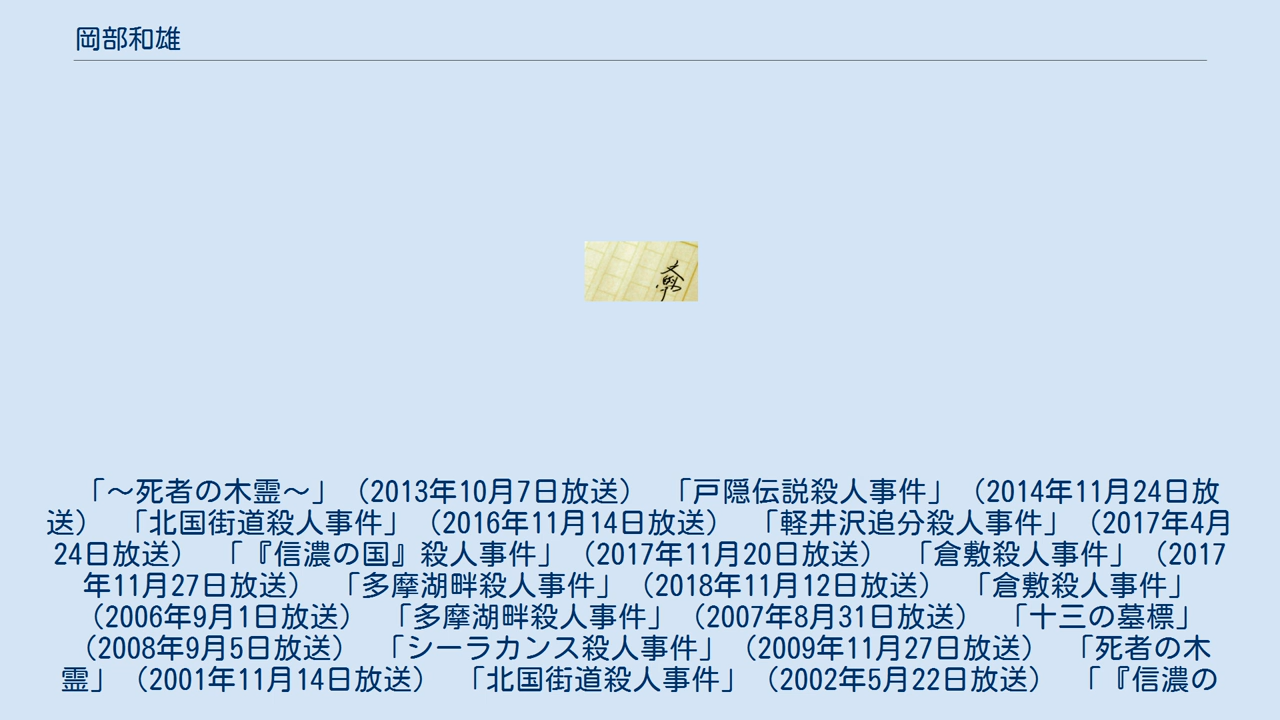 岡部和雄
「～死者の木霊～」（2013年10月7日放送）　「戸隠伝説殺人事件」（2014年11月24日放
送）　「北国街道殺人事件」（2016年11月14日放送）　「軽井沢追分殺人事件」（2017年4月
24日放送）　「『信濃の国』殺人事件」（2017年11月20日放送）　「倉敷殺人事件」（2017
年11月27日放送）　「多摩湖畔殺人事件」（2018年11月12日放送）　「倉敷殺人事件」
（2006年9月1日放送）　「多摩湖畔殺人事件」（2007年8月31日放送）　「十三の墓標」
（2008年9月5日放送）　「シーラカンス殺人事件」（2009年11月27日放送）　「死者の木
霊」（2001年11月14日放送）　「北国街道殺人事件」（2002年5月22日放送）　「『信濃の